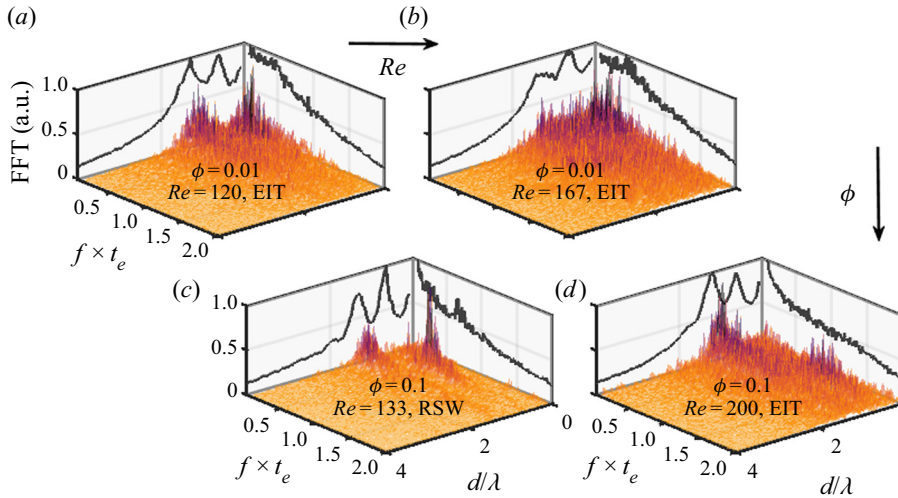 (a)
(b)
Re
FFT (a.u.)
1.0
0.5
0
ϕ = 0.01
Re = 120, EIT
ϕ = 0.01
Re = 167, EIT
0.5
1.0
1.5
2.0
f × t_e
ϕ
(c)
(d)
1.0
0.5
0
ϕ = 0.1
Re = 133, RSW
ϕ = 0.1
Re = 200, EIT
0.5
1.0
1.5
2.0
f × t_e
4
2
0
d/λ
0.5
1.0
1.5
2.0
f × t_e
4
2
d/λ